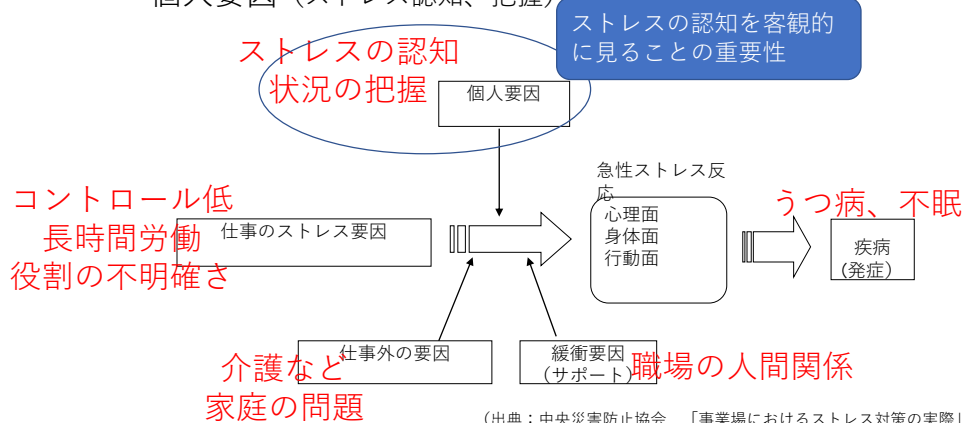 個人要因（ストレス認知、把握）
ストレスの認知を客観的
に見ることの重要性
ストレスの認知
状況の把握
個人要因
急性ストレス反
応
心理面
身体面
行動面
コントロール低
長時間労働
役割の不明確さ
仕事のストレス要因
うつ病、不眠
疾病
(発症)
仕事外の要因
介護など
家庭の問題
緩衝要因
(サポート)
職場の人間関係
（出典：中央災害防止協会　「事業場におけるストレス対策の実際」